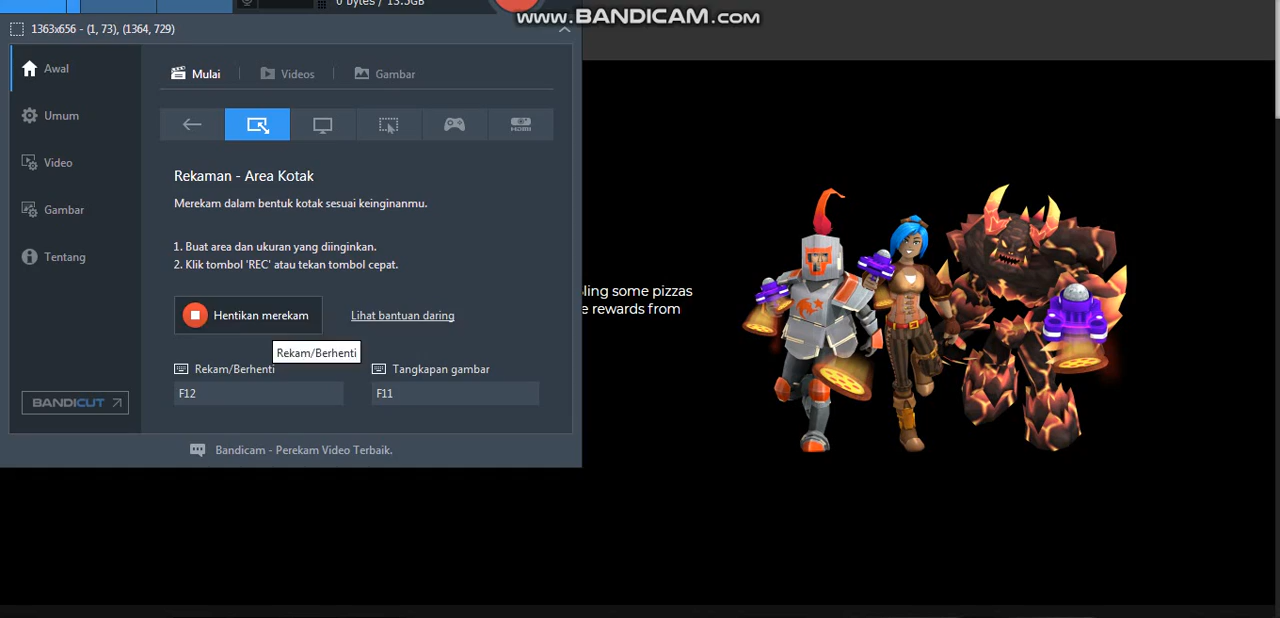 0 bytes / 13.5GB
www.BANDICAM.com
1363x656 - (1, 73), (1364, 729)
Awal
Umum
Video
Gambar
Tentang
BANDICUT
Mulai
Videos
Gambar
HDMI
Rekaman - Area Kotak
Merekam dalam bentuk kotak sesuai keinginanmu.
1. Buat area dan ukuran yang diinginkan.
2. Klik tombol 'REC' atau tekan tombol cepat.
Hentikan merekam
Lihat bantuan daring
Rekam/Berhenti
Rekam/Berhenti
Tangkapan gambar
F12
F11
Bandicam - Perekam Video Terbaik.
some pizzas
rewards from